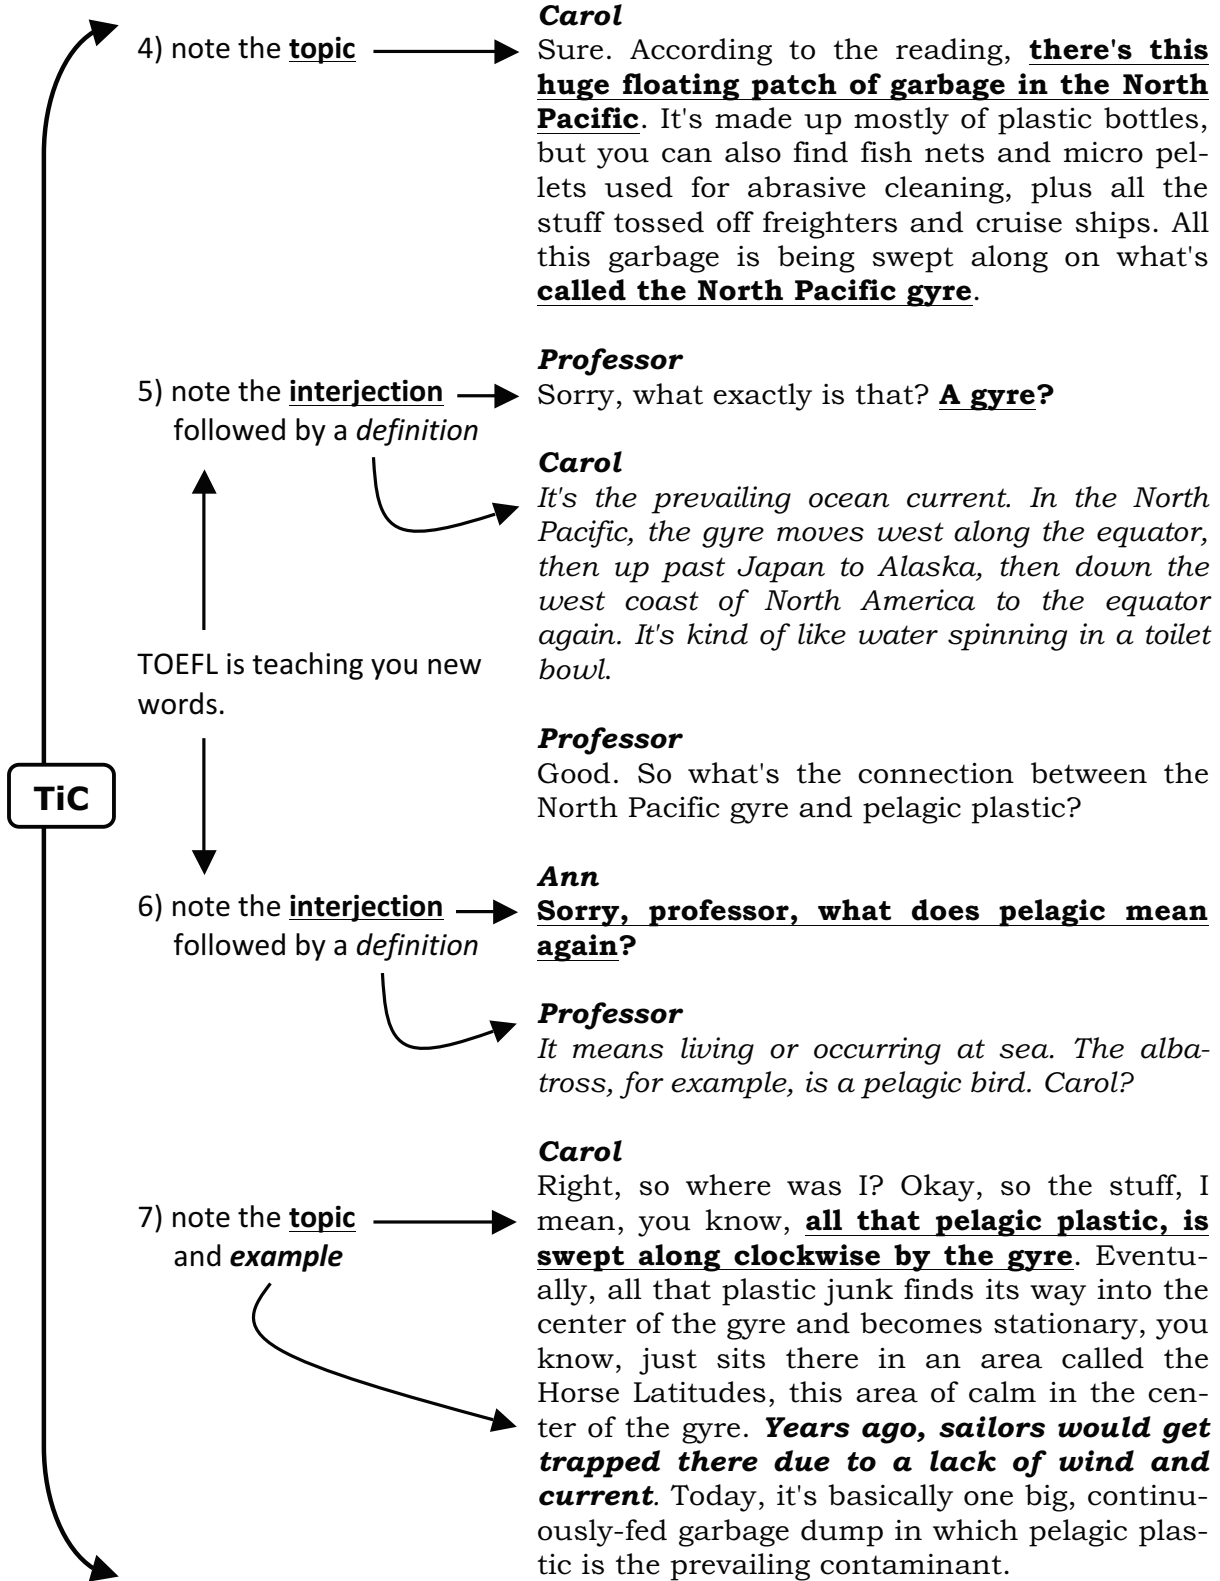 Carol
4) note the topic
Sure. According to the reading, there's this
huge floating patch of garbage in the North
Pacific. It's made up mostly of plastic bottles,
but you can also find fish nets and micro pel-
lets used for abrasive cleaning, plus all the
stuff tossed off freighters and cruise ships. All
this garbage is being swept along on what's
called the North Pacific gyre.
Professor
5) note the interjection
followed by a definition
Sorry, what exactly is that? A gyre?
Carol
It's the prevailing ocean current. In the North
Pacific, the gyre moves west along the equator,
then up past Japan to Alaska, then down the
west coast of North America to the equator
again. It's kind of like water spinning in a toilet
bowl.
TOEFL is teaching you new
words.
Professor
Good. So what's the connection between the
North Pacific gyre and pelagic plastic?
TiC
Ann
6) note the interjection
followed by a definition
Sorry, professor, what does pelagic mean
again?
Professor
It means living or occurring at sea. The alba-
tross, for example, is a pelagic bird. Carol?
Carol
7) note the topic
and example
Right, so where was I? Okay, so the stuff, I
mean, you know, all that pelagic plastic, is
swept along clockwise by the gyre. Eventu-
ally, all that plastic junk finds its way into the
center of the gyre and becomes stationary, you
know, just sits there in an area called the
Horse Latitudes, this area of calm in the cen-
ter of the gyre. Years ago, sailors would get
trapped there due to a lack of wind and
current. Today, it's basically one big, continu-
ously-fed garbage dump in which pelagic plas-
tic is the prevailing contaminant.